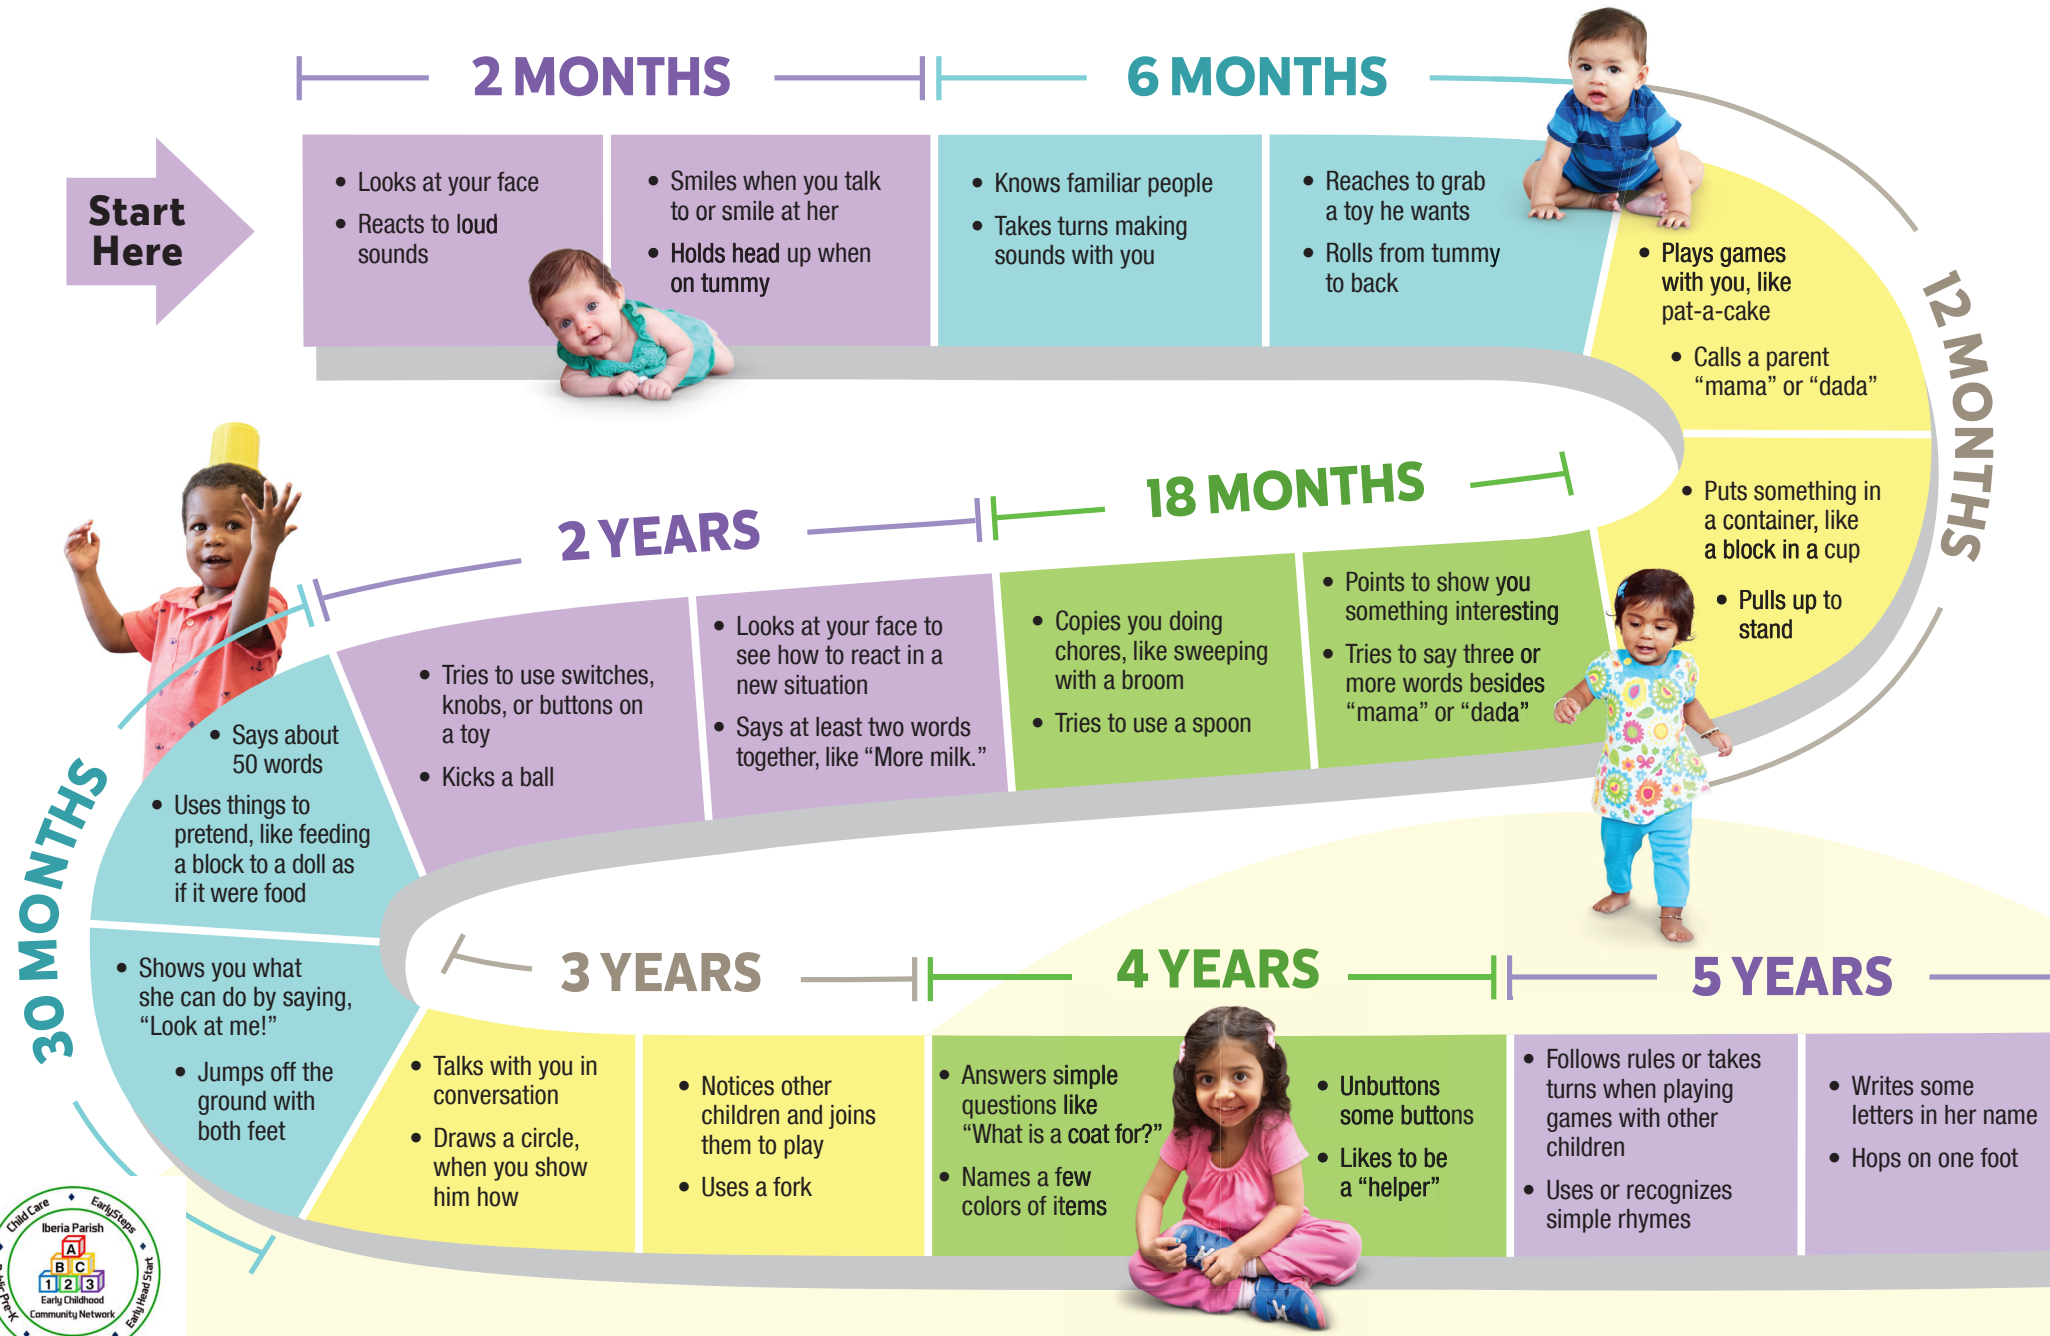 2 MONTHS
6 MONTHS
Start
Here
• Looks at your face
• Reacts to loud
sounds
• Smiles when you talk
to or smile at her
• Holds head up when
on tummy
• Knows familiar people
• Takes turns making
sounds with you
• Reaches to grab
a toy he wants
• Rolls from tummy
to back
12 MONTHS
• Plays games
with you, like
pat-a-cake
• Calls a parent
“mama” or “dada”
• Puts something in
a container, like
a block in a cup
• Pulls up to
stand
18 MONTHS
• Points to show you
something interesting
• Tries to say three or
more words besides
“mama” or “dada”
• Copies you doing
chores, like sweeping
with a broom
• Tries to use a spoon
2 YEARS
• Looks at your face to
see how to react in a
new situation
• Says at least two words
together, like “More milk.”
• Tries to use switches,
knobs, or buttons on
a toy
• Kicks a ball
30 MONTHS
• Says about
50 words
• Uses things to
pretend, like feeding
a block to a doll as
if it were food
• Shows you what
she can do by saying,
“Look at me!”
• Jumps off the
ground with
both feet
3 YEARS
• Talks with you in
conversation
• Draws a circle,
when you show
him how
• Notices other
children and joins
them to play
• Uses a fork
4 YEARS
• Answers simple
questions like
“What is a coat for?”
• Names a few
colors of items
• Unbuttons
some buttons
• Likes to be
a “helper”
5 YEARS
• Follows rules or takes
turns when playing
games with other
children
• Uses or recognizes
simple rhymes
• Writes some
letters in her name
• Hops on one foot
Child Care
EarlySteps
Early Head Start
Pre-K
Iberia Parish
A
B C
1 2 3
Early Childhood
Community Network